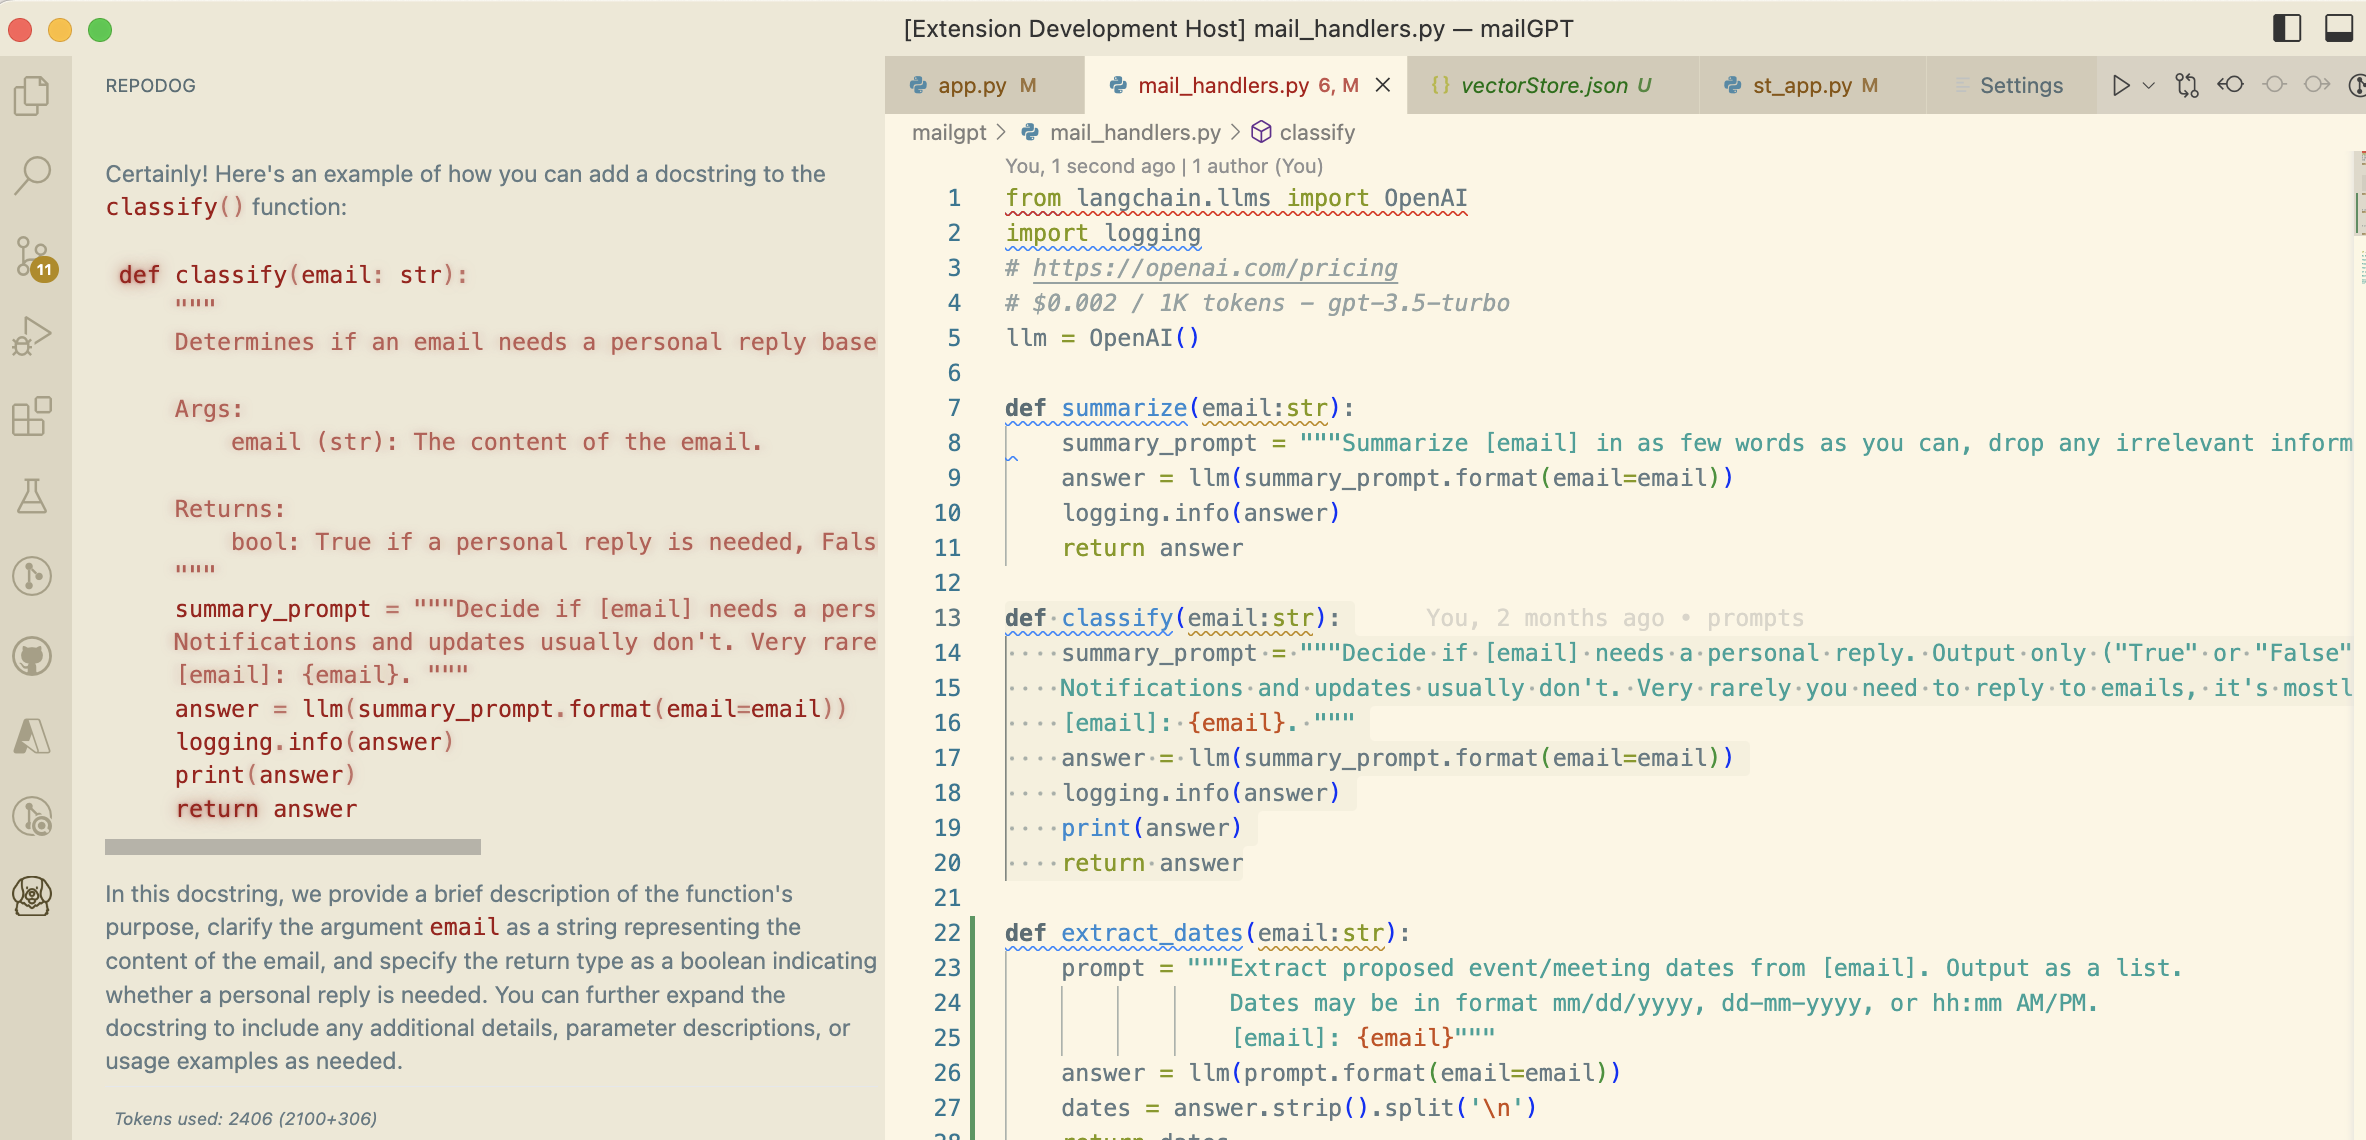 [Extension Development Host] mail_handlers.py — mailGPT
REPODOG
11
Certainly! Here's an example of how you can add a docstring to the
classify() function:
def classify(email: str):
    """
    Determines if an email needs a personal reply base
    Args:
        email (str): The content of the email.
    Returns:
        bool: True if a personal reply is needed, Fals
    """
    summary_prompt = """Decide if [email] needs a pers
    Notifications and updates usually don't. Very rare
    [email]: {email}. """
    answer = llm(summary_prompt.format(email=email))
    logging.info(answer)
    print(answer)
    return answer
In this docstring, we provide a brief description of the function's
purpose, clarify the argument email as a string representing the
content of the email, and specify the return type as a boolean indicating
whether a personal reply is needed. You can further expand the
docstring to include any additional details, parameter descriptions, or
usage examples as needed.
Tokens used: 2406 (2100+306)
app.py M mail_handlers.py 6, M vectorStore.json U st_app.py M Settings
mailgpt > mail_handlers.py > classify
You, 1 second ago | 1 author (You)
1 from langchain.llms import OpenAI
2 import logging
3 # https://openai.com/pricing
4 # $0.002 / 1K tokens - gpt-3.5-turbo
5 llm = OpenAI()
6
7 def summarize(email:str):
8     summary_prompt = """Summarize [email] in as few words as you can, drop any irrelevant inform
9     answer = llm(summary_prompt.format(email=email))
10     logging.info(answer)
11     return answer
12
13 def classify(email:str): You, 2 months ago • prompts
14     summary_prompt = """Decide if [email] needs a personal reply. Output only ("True" or "False"
15     Notifications and updates usually don't. Very rarely you need to reply to emails, it's mostl
16     [email]: {email}. """
17     answer = llm(summary_prompt.format(email=email))
18     logging.info(answer)
19     print(answer)
20     return answer
21
22 def extract_dates(email:str):
23     prompt = """Extract proposed event/meeting dates from [email]. Output as a list.
24                 Dates may be in format mm/dd/yyyy, dd-mm-yyyy, or hh:mm AM/PM.
25                 [email]: {email}"""
26     answer = llm(prompt.format(email=email))
27     dates = answer.strip().split('\n')
28     return dates